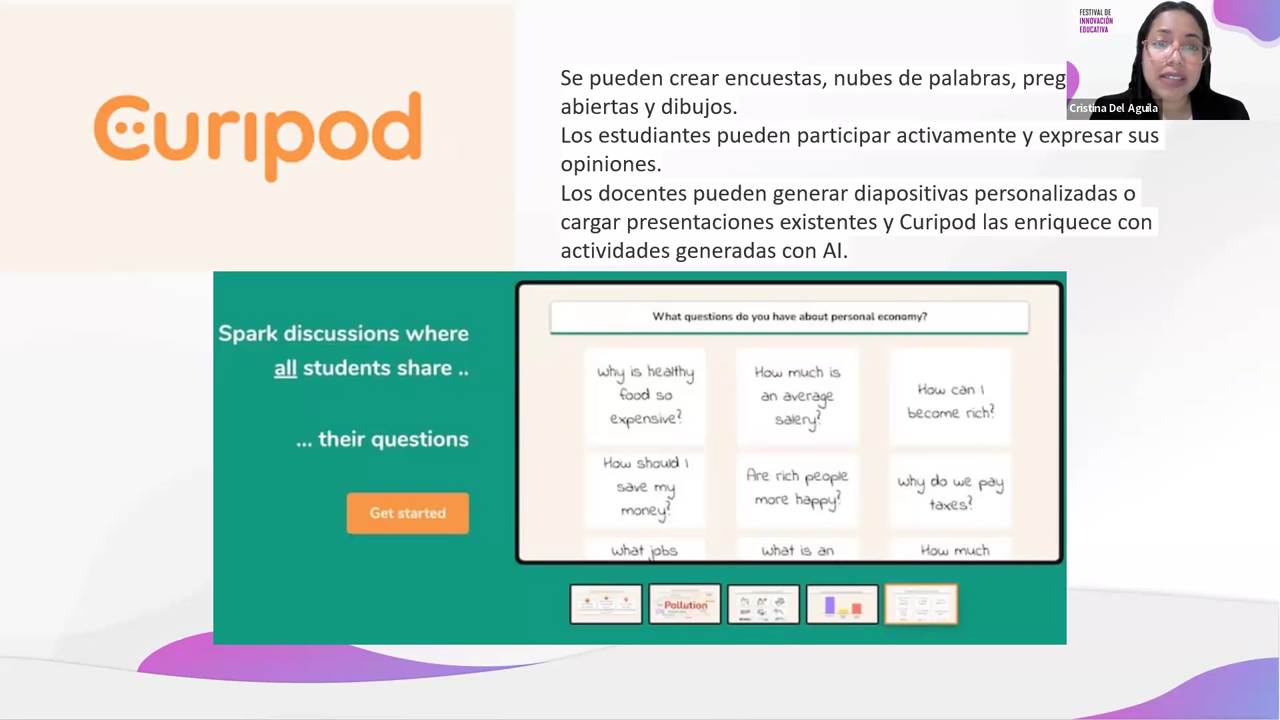 Curipod
Se pueden crear encuestas, nubes de palabras, preg
abiertas y dibujos.
Los estudiantes pueden participar activamente y expresar sus
opiniones.
Los docentes pueden generar diapositivas personalizadas o
cargar presentaciones existentes y Curipod las enriquece con
actividades generadas con AI.
FESTIVAL DE
INNOVACIÓN
EDUCATIVA
Cristina Del Aguila
Spark discussions where
all students share ..
... their questions
Get started
What questions do you have about personal economy?
why is healthy
food so
expensive?
How much is
an average
salery?
How can I
become rich?
How should I
save my
money?
Are rich people
more happy?
why do we pay
taxes?
what jobs
what is an
How much
Pollution